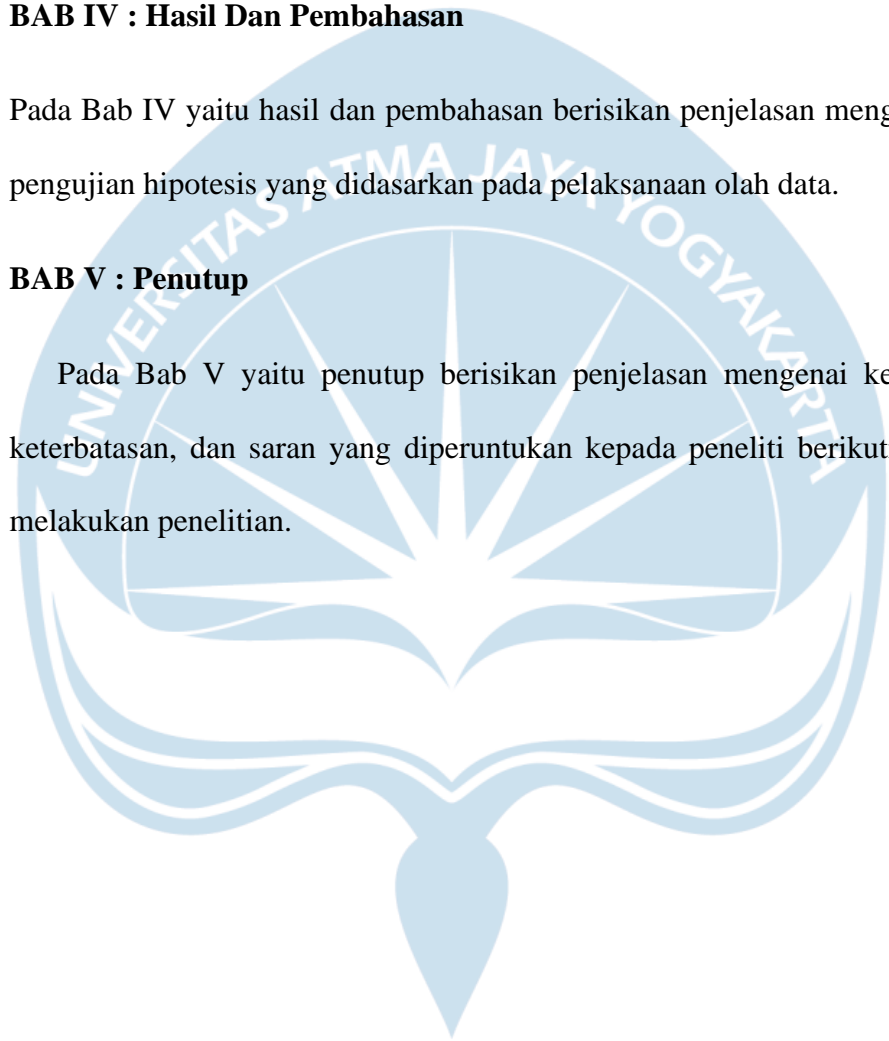 BAB IV : Hasil Dan Pembahasan
Pada Bab IV yaitu hasil dan pembahasan berisikan penjelasan meng
pengujian hipotesis yang didasarkan pada pelaksanaan olah data.
UNIVERSITAS ATMA JAYA YOGYAKARTA
BAB V : Penutup
Pada Bab V yaitu penutup berisikan penjelasan mengenai ke
keterbatasan, dan saran yang diperuntukan kepada peneliti berikut
melakukan penelitian.